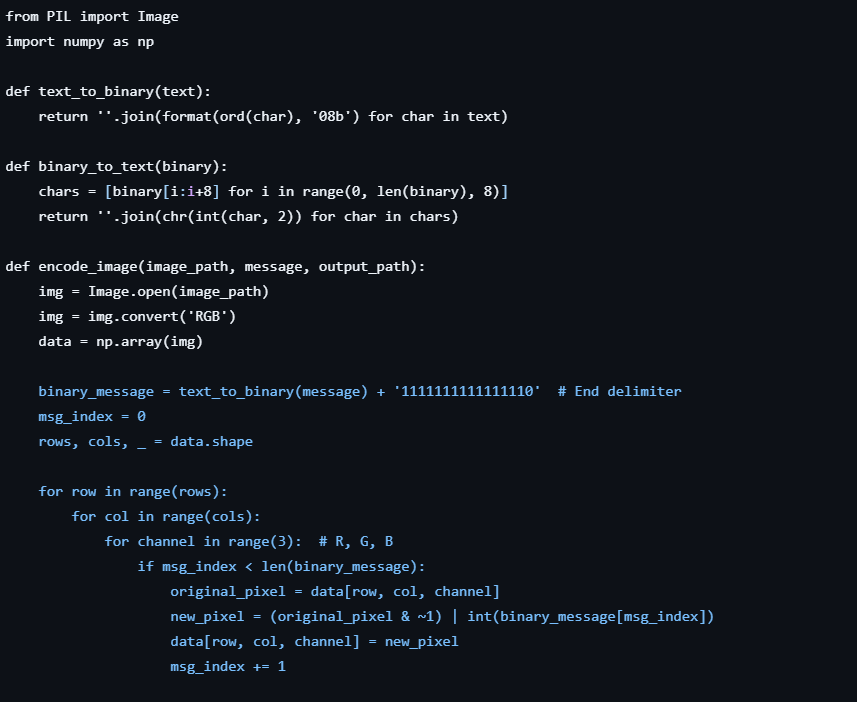 from PIL import Image
import numpy as np

def text_to_binary(text):
    return ''.join(format(ord(char), '08b') for char in text)

def binary_to_text(binary):
    chars = [binary[i:i+8] for i in range(0, len(binary), 8)]
    return ''.join(chr(int(char, 2)) for char in chars)

def encode_image(image_path, message, output_path):
    img = Image.open(image_path)
    img = img.convert('RGB')
    data = np.array(img)

    binary_message = text_to_binary(message) + '1111111111111110'  # End delimiter
    msg_index = 0
    rows, cols, _ = data.shape

    for row in range(rows):
        for col in range(cols):
            for channel in range(3):  # R, G, B
                if msg_index < len(binary_message):
                    original_pixel = data[row, col, channel]
                    new_pixel = (original_pixel & ~1) | int(binary_message[msg_index])
                    data[row, col, channel] = new_pixel
                    msg_index += 1